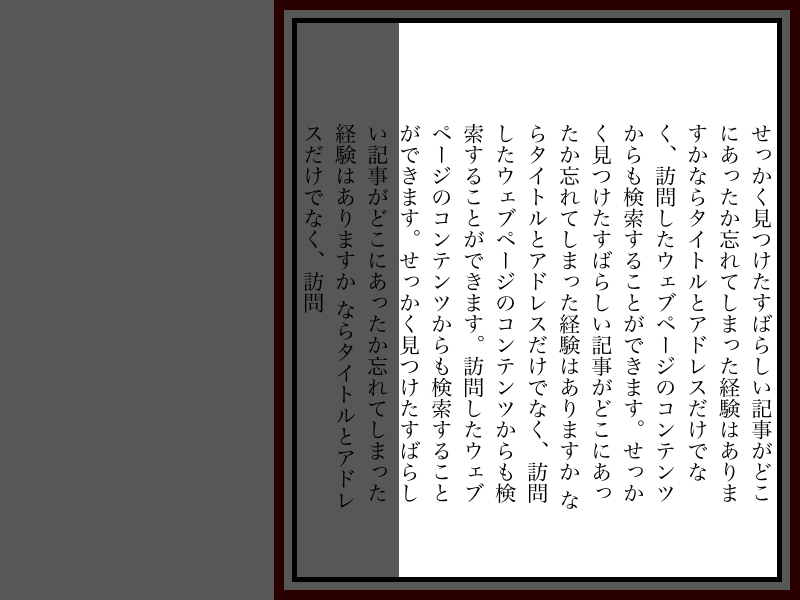 せっかく見つけたすばらしい記事がどこ
にあったか忘れてしまった経験はありま
すかならタイトルとアドレスだけでな
く、訪問したウェブページのコンテンツ
からも検索することができます。せっか
く見つけたすばらしい記事がどこにあっ
たか忘れてしまった経験はありますか な
らタイトルとアドレスだけでなく、訪問
したウェブページのコンテンツからも検
索することができます。訪問したウェブ
ページのコンテンツからも検索すること
ができます。せっかく見つけたすばらし
い記事がどこにあったか忘れてしまった
経験はありますか ならタイトルとアドレ
スだけでなく、訪問